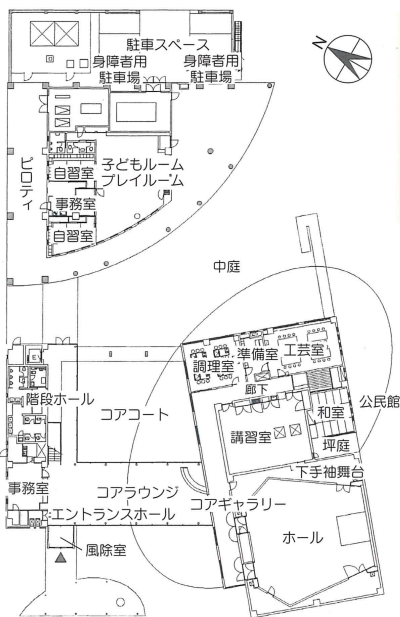 駐車スペース
身障者用
駐車場
身障者用
駐車場
N
ピロティ
自習室
子どもルーム
プレイルーム
事務室
自習室
中庭
EV
階段ホール
コアコート
調理室
準備室
工芸室
廊下
講習室
和室
公民館
坪庭
下手袖舞台
事務室
コアラウンジ
エントランスホール
コアギャラリー
ホール
風除室